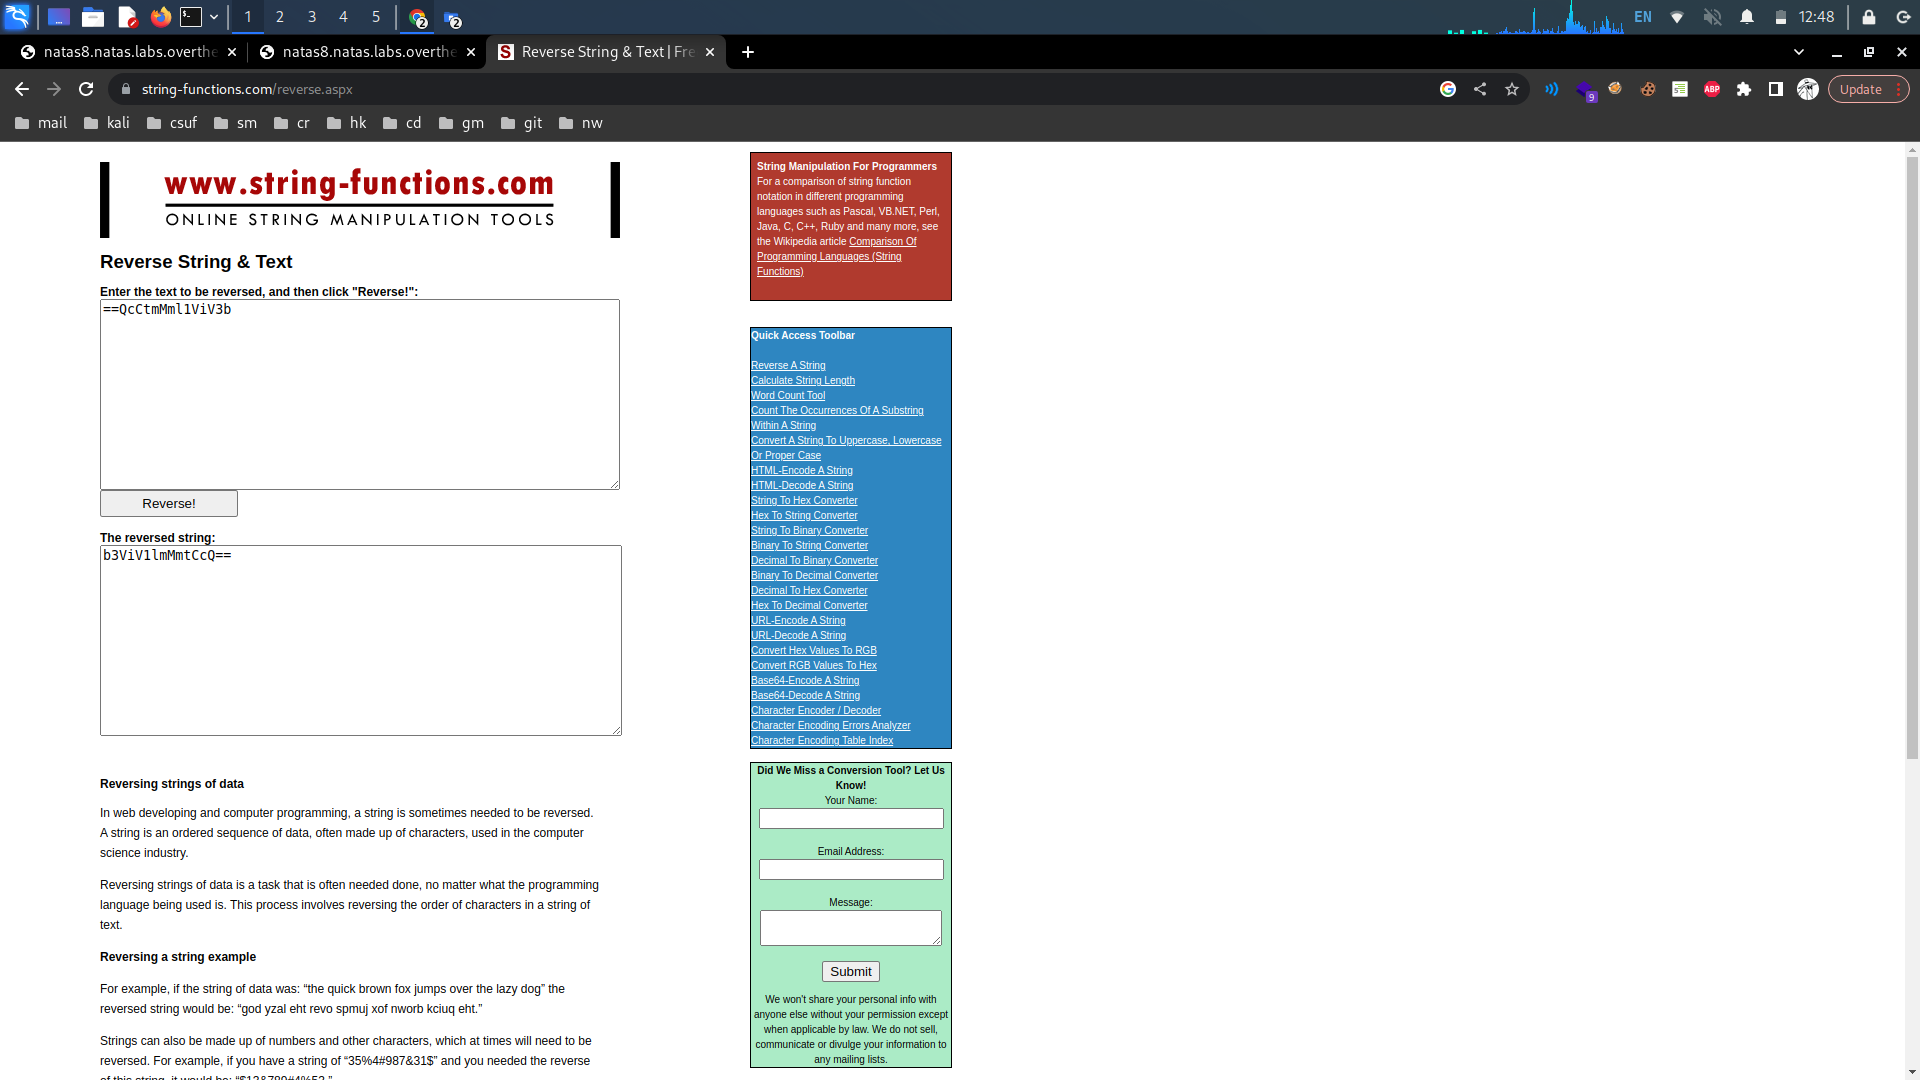 1 2 3 4 5 2 2 EN 12:48
natas8.natas.labs.overthe natas8.natas.labs.overthe Reverse String & Text | Fre
string-functions.com/reverse.aspx 9 ABP Update
mail kali csuf sm cr hk cd gm git nw
www.string-functions.com
ONLINE STRING MANIPULATION TOOLS
Reverse String & Text
Enter the text to be reversed, and then click "Reverse!":
==QcCtmMml1ViV3b
Reverse!
The reversed string:
b3ViV1lmMmtCcQ==
Reversing strings of data
In web developing and computer programming, a string is sometimes needed to be reversed.
A string is an ordered sequence of data, often made up of characters, used in the computer
science industry.
Reversing strings of data is a task that is often needed done, no matter what the programming
language being used is. This process involves reversing the order of characters in a string of
text.
Reversing a string example
For example, if the string of data was: “the quick brown fox jumps over the lazy dog” the
reversed string would be: “god yzal eht revo spmuj xof nworb kciuq eht.”
Strings can also be made up of numbers and other characters, which at times will need to be
reversed. For example, if you have a string of “35%4#987&31$” and you needed the reverse
of this string, it would be: “$13&789#4%53.”
String Manipulation For Programmers
For a comparison of string function
notation in different programming
languages such as Pascal, VB.NET, Perl,
Java, C, C++, Ruby and many more, see
the Wikipedia article Comparison Of
Programming Languages (String
Functions)
Quick Access Toolbar
Reverse A String
Calculate String Length
Word Count Tool
Count The Occurrences Of A Substring
Within A String
Convert A String To Uppercase, Lowercase
Or Proper Case
HTML-Encode A String
HTML-Decode A String
String To Hex Converter
Hex To String Converter
String To Binary Converter
Binary To String Converter
Decimal To Binary Converter
Binary To Decimal Converter
Decimal To Hex Converter
Hex To Decimal Converter
URL-Encode A String
URL-Decode A String
Convert Hex Values To RGB
Convert RGB Values To Hex
Base64-Encode A String
Base64-Decode A String
Character Encoder / Decoder
Character Encoding Errors Analyzer
Character Encoding Table Index
Did We Miss a Conversion Tool? Let Us
Know!
Your Name:
Email Address:
Message:
Submit
We won't share your personal info with
anyone else without your permission except
when applicable by law. We do not sell,
communicate or divulge your information to
any mailing lists.